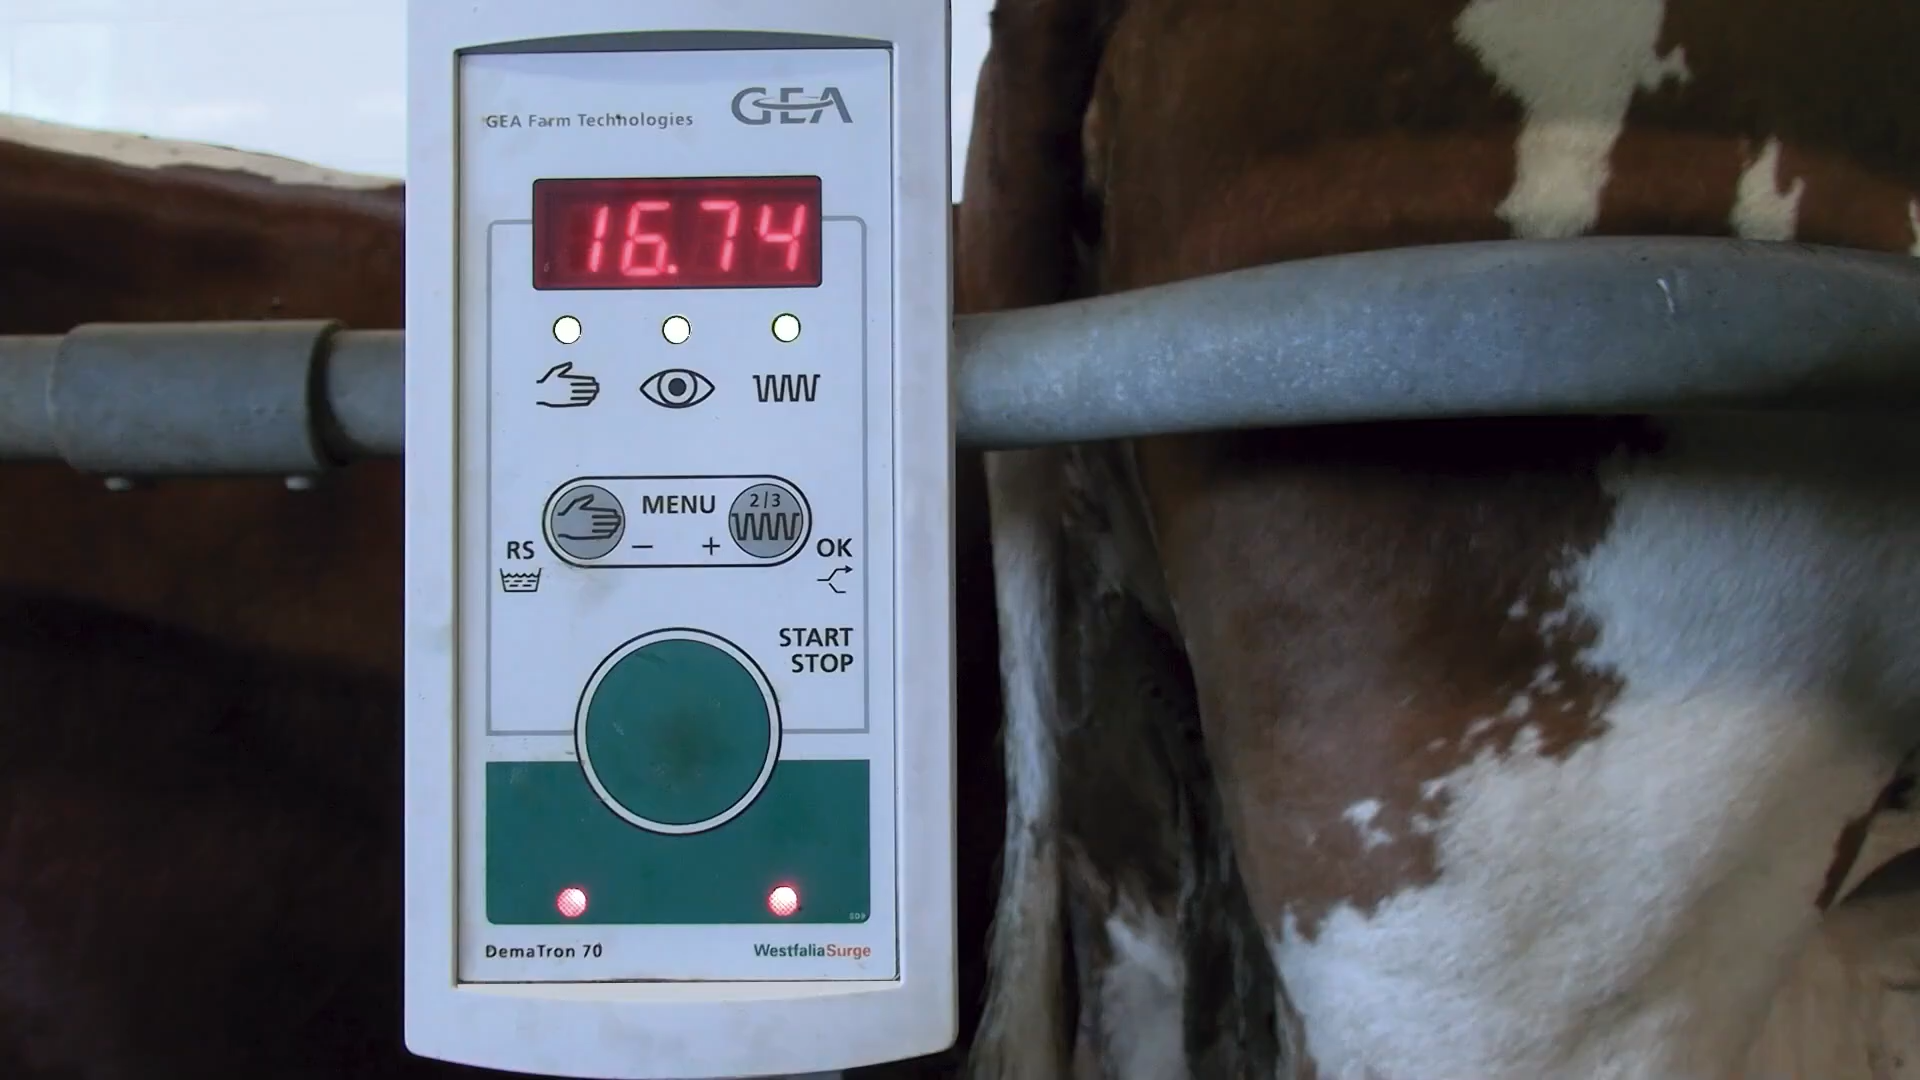 GEA Farm Technologies
GEA
16.74
MENU
2/3
RS
- +
OK
START
STOP
DemaTron 70
WestfaliaSurge